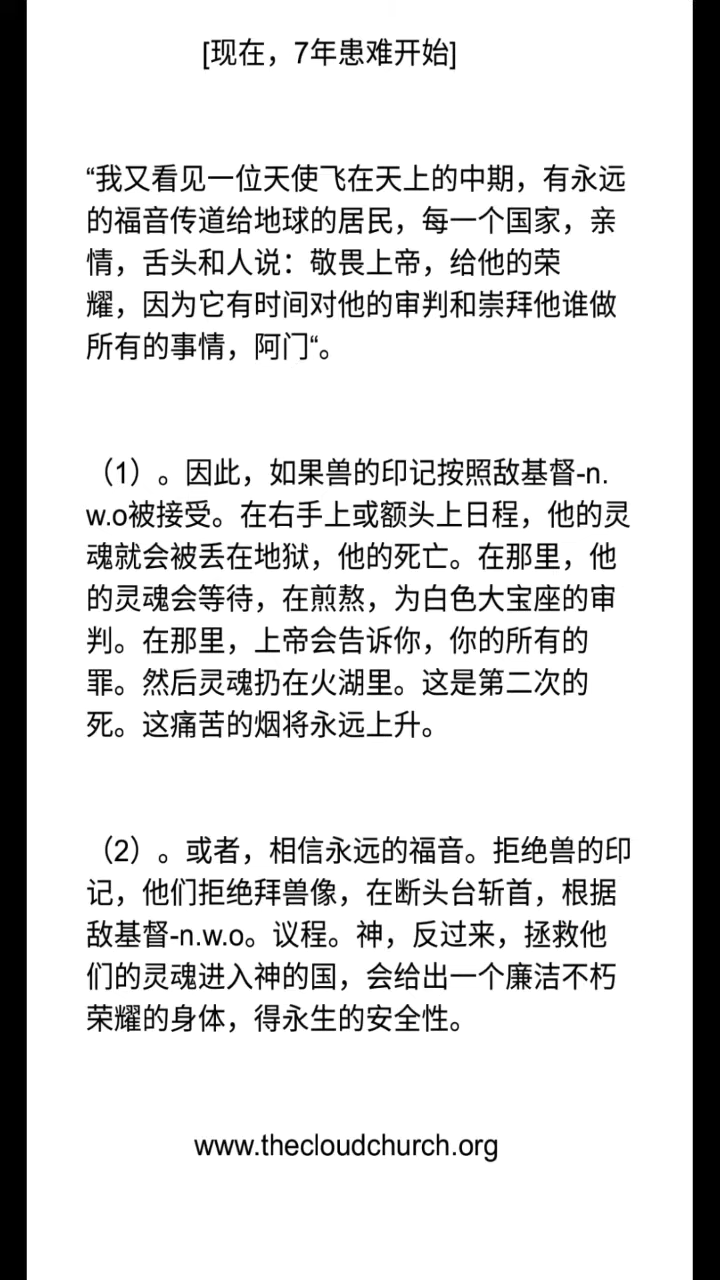 [现在，7年患难开始]
“我又看见一位天使飞在天上的中期，有永远
的福音传道给地球的居民，每一个国家，亲
情，舌头和人说：敬畏上帝，给他的荣
耀，因为它有时间对他的审判和崇拜他谁做
所有的事情，阿门“。
（1）。因此，如果兽的印记按照敌基督-n.
w.o被接受。在右手上或额头上日程，他的灵
魂就会被丢在地狱，他的死亡。在那里，他
的灵魂会等待，在煎熬，为白色大宝座的审
判。在那里，上帝会告诉你，你的所有的
罪。然后灵魂扔在火湖里。这是第二次的
死。这痛苦的烟将永远上升。
（2）。或者，相信永远的福音。拒绝兽的印
记，他们拒绝拜兽像，在断头台斩首，根据
敌基督-n.w.o。议程。神，反过来，拯救他
们的灵魂进入神的国，会给出一个廉洁不朽
荣耀的身体，得永生的安全性。
www.thecloudchurch.org